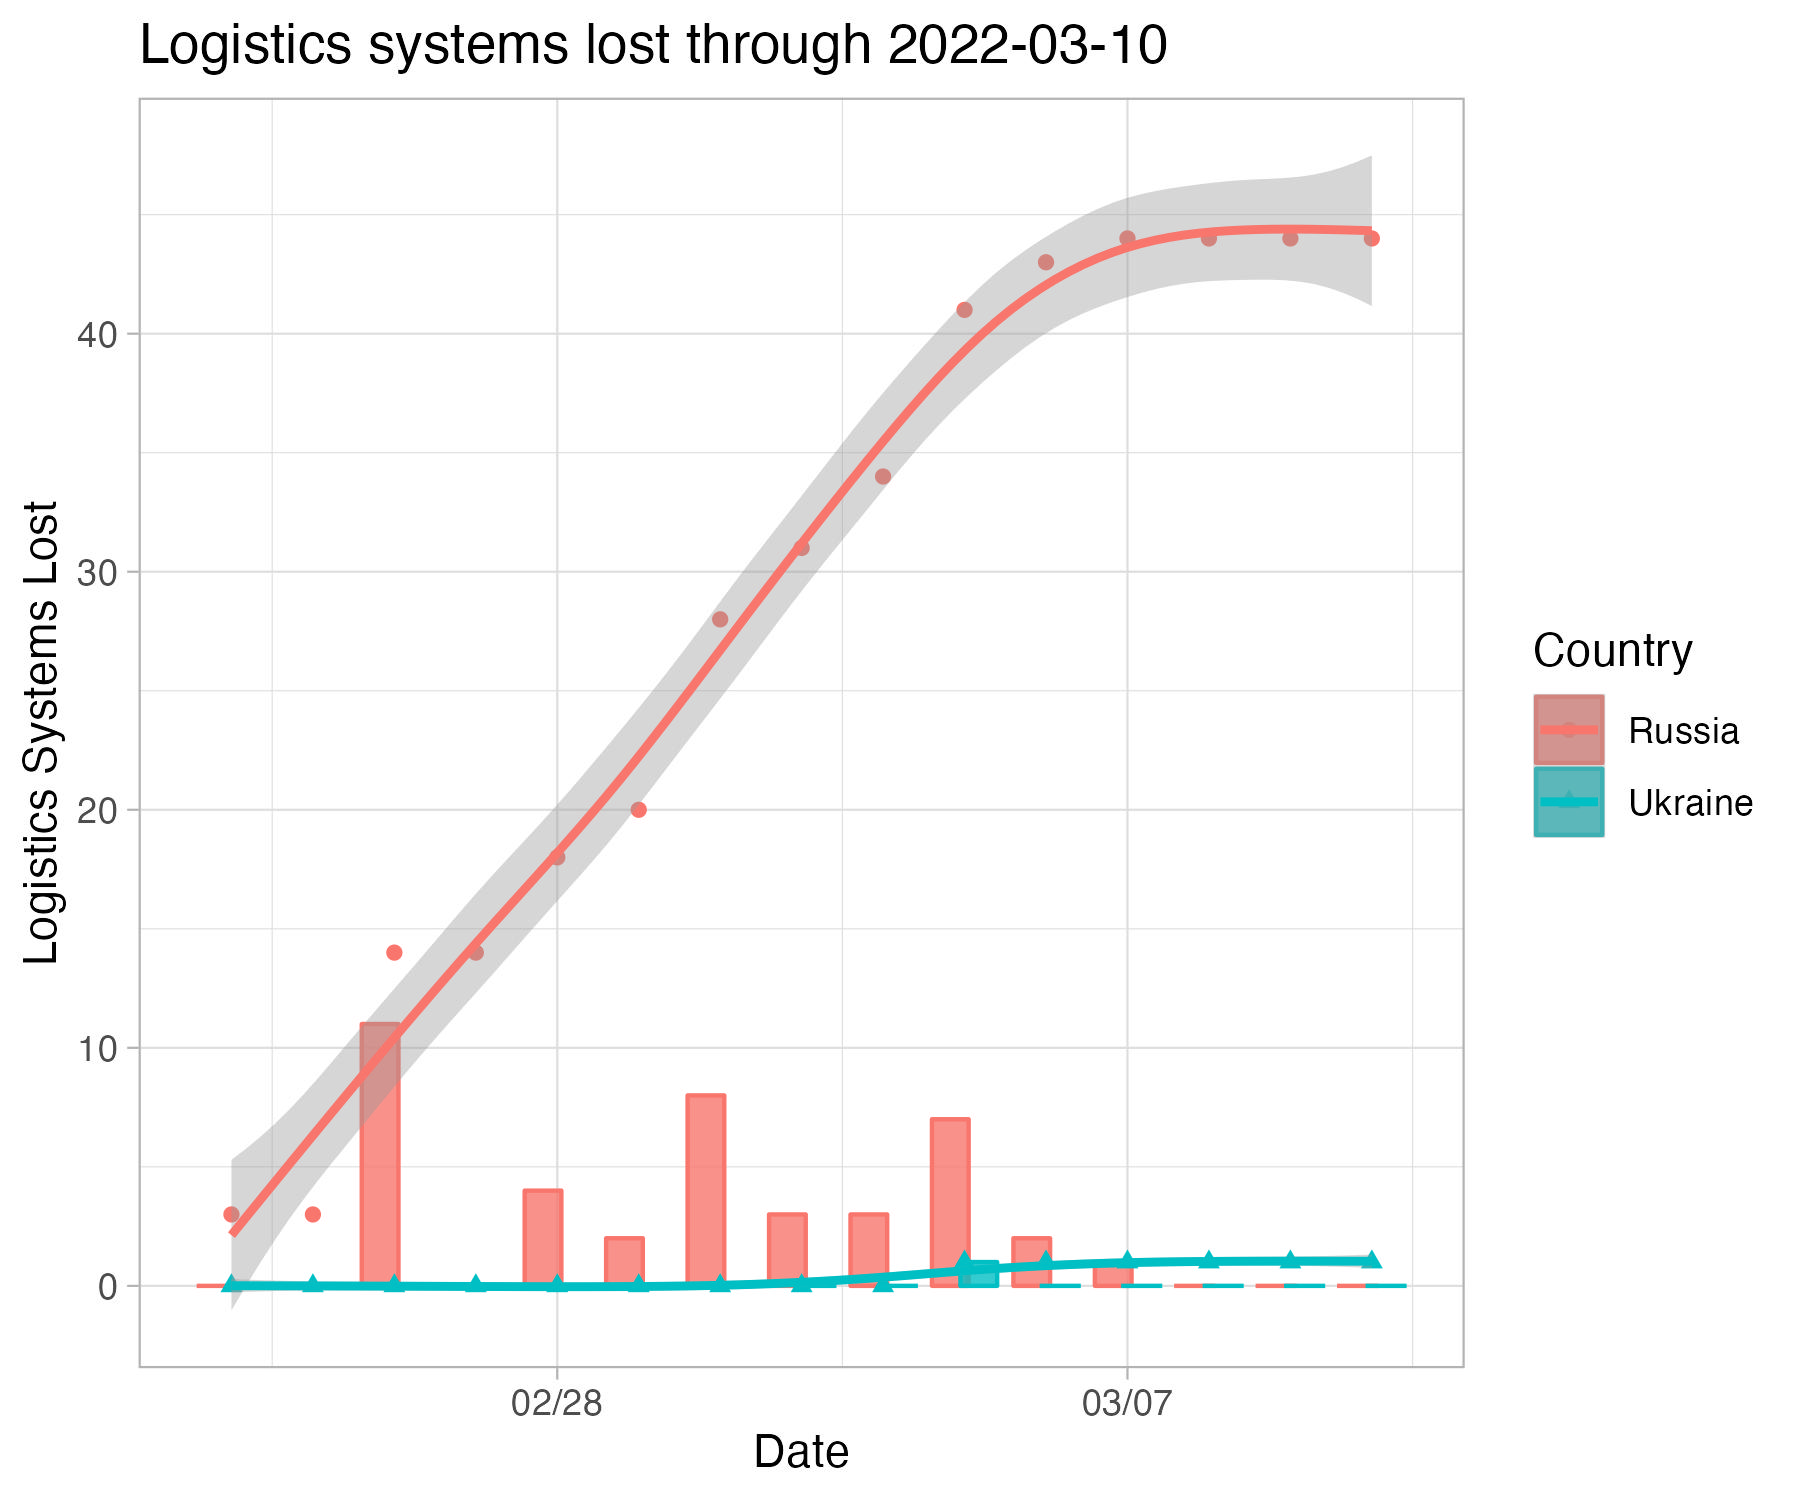 Logistics systems lost through 2022-03-10
Logistics Systems Lost
40
30
20
10
0
02/28
03/07
Date
Country
Russia
Ukraine